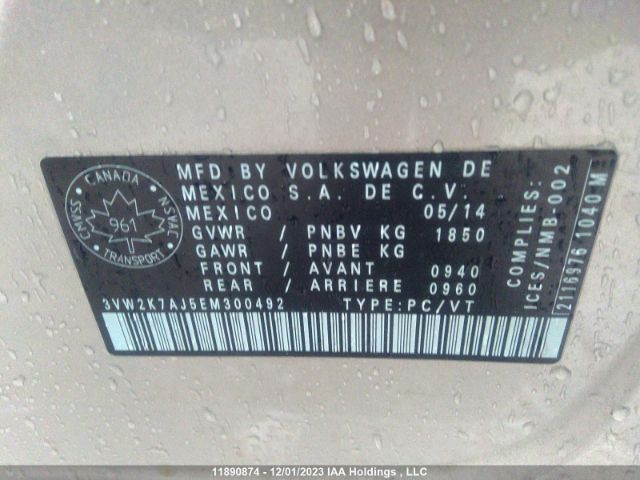 CANADA
CMVSS NSVAC
961
TRANSPORT
MFD BY VOLKSWAGEN DE
MEXICO S.A. DE C.V.
MEXICO 05/14
GVWR / PNBV KG 1850
GAWR / PNBE KG
FRONT / AVANT 0940
REAR / ARRIERE 0960
3VW2K7AJ5EM300492 TYPE:PC/VT
COMPLIES:
ICES/NMB-002
2116976 1040 M
11890874 - 12/01/2023 IAA Holdings , LLC